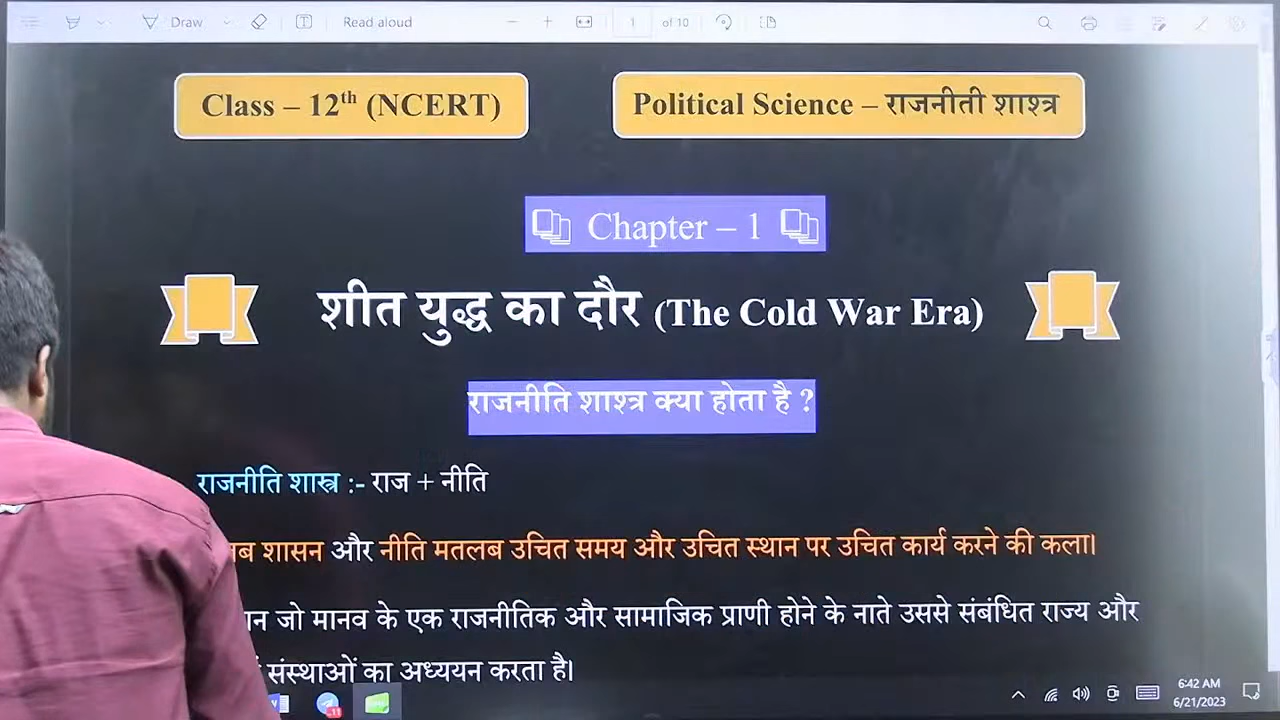 Draw
Read aloud
1 of 10
Class – 12th (NCERT)
Political Science – राजनीती शाश्त्र
Chapter – 1
शीत युद्ध का दौर (The Cold War Era)
राजनीति शाश्त्र क्या होता है ?
राजनीति शास्त्र :- राज + नीति
शासन और नीति मतलब उचित समय और उचित स्थान पर उचित कार्य करने की कला।
जो मानव के एक राजनीतिक और सामाजिक प्राणी होने के नाते उससे संबंधित राज्य और
संस्थाओं का अध्ययन करता है।
6:42 AM
6/21/2023